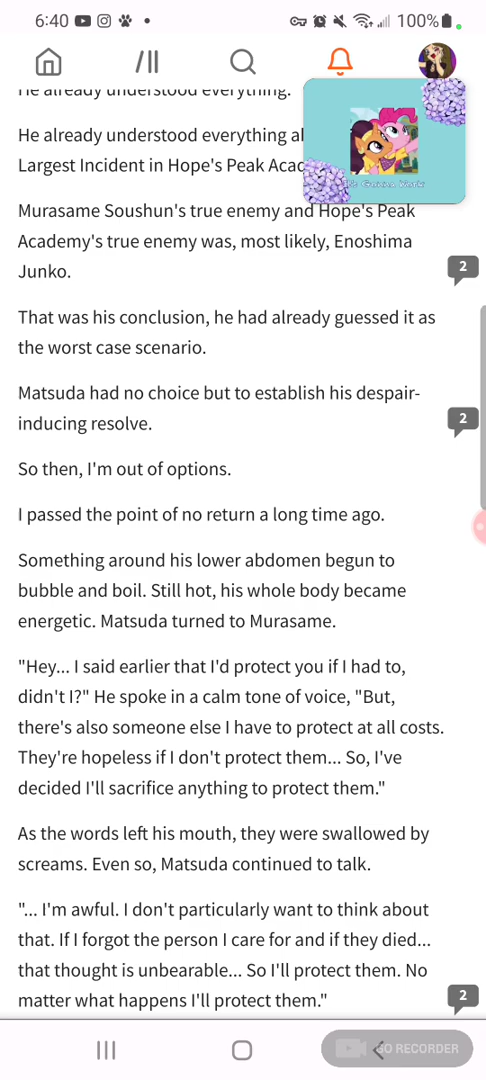 6:40
100%
He already understood everything.
He already understood everything al
Largest Incident in Hope's Peak Acad
Murasame Soushun's true enemy and Hope's Peak
Academy's true enemy was, most likely, Enoshima
Junko.
2
That was his conclusion, he had already guessed it as
the worst case scenario.
Matsuda had no choice but to establish his despair-
inducing resolve.
2
So then, I'm out of options.
I passed the point of no return a long time ago.
Something around his lower abdomen begun to
bubble and boil. Still hot, his whole body became
energetic. Matsuda turned to Murasame.
"Hey... I said earlier that I'd protect you if I had to,
didn't I?" He spoke in a calm tone of voice, "But,
there's also someone else I have to protect at all costs.
They're hopeless if I don't protect them... So, I've
decided I'll sacrifice anything to protect them."
As the words left his mouth, they were swallowed by
screams. Even so, Matsuda continued to talk.
"... I'm awful. I don't particularly want to think about
that. If I forgot the person I care for and if they died...
that thought is unbearable... So I'll protect them. No
matter what happens I'll protect them."
2
GO RECORDER